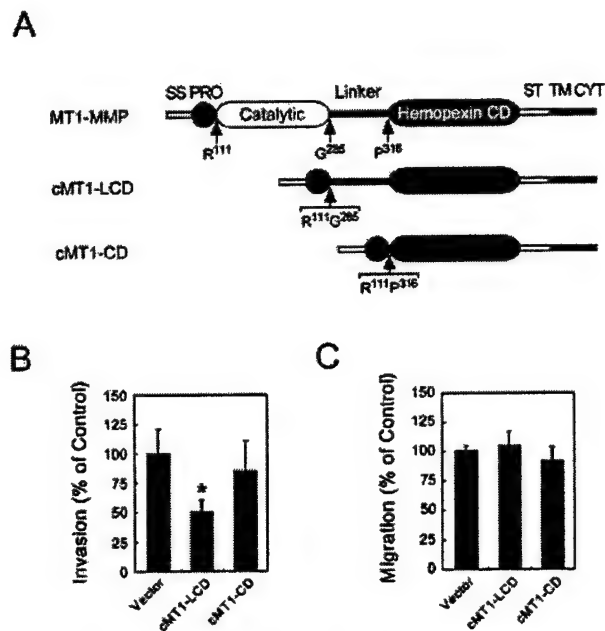 A
SS PRO
Linker
ST TM CYT
MT1-MMP
Catalytic
Hemopexin CD
R111
G285
P316
cMT1-LCD
R111G285
cMT1-CD
R111P316
B
Invasion (% of Control)
150
125
100
75
50
25
0
*
Vector
cMT1-LCD
cMT1-CD
C
Migration (% of Control)
150
125
100
75
50
25
0
Vector
cMT1-LCD
cMT1-CD